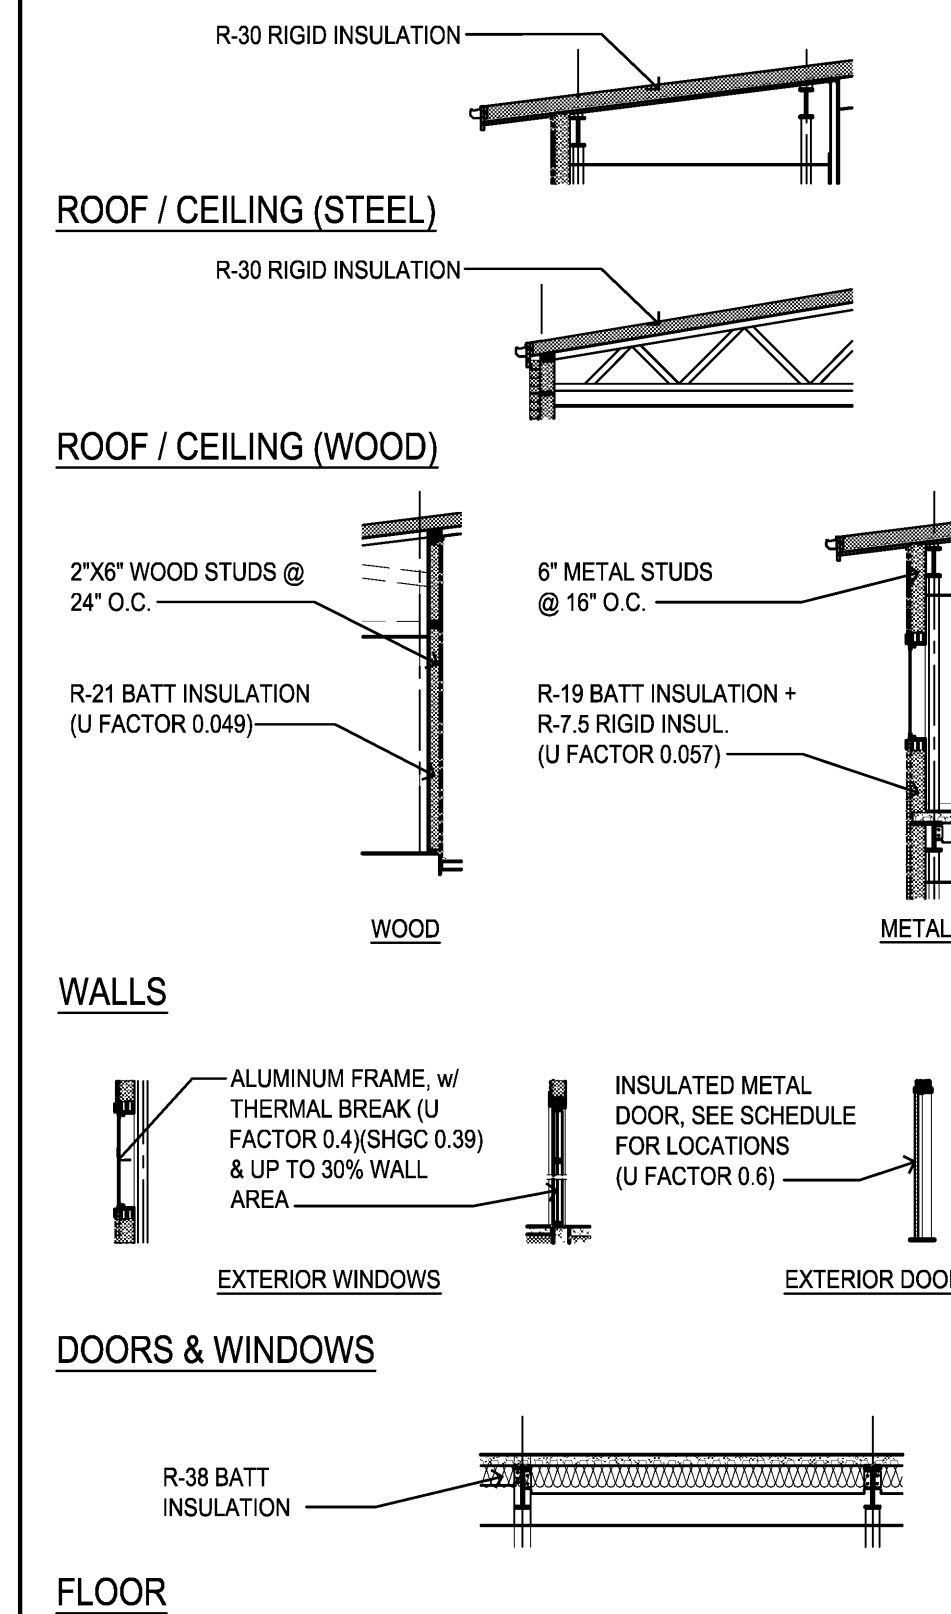 R-30 RIGID INSULATION
ROOF / CEILING (STEEL)
R-30 RIGID INSULATION
ROOF / CEILING (WOOD)
2"X6" WOOD STUDS @
24" O.C.
R-21 BATT INSULATION
(U FACTOR 0.049)
6" METAL STUDS
@ 16" O.C.
R-19 BATT INSULATION +
R-7.5 RIGID INSUL.
(U FACTOR 0.057)
WOOD
METAL
WALLS
ALUMINUM FRAME, w/
THERMAL BREAK (U
FACTOR 0.4)(SHGC 0.39)
& UP TO 30% WALL
AREA
INSULATED METAL
DOOR, SEE SCHEDULE
FOR LOCATIONS
(U FACTOR 0.6)
EXTERIOR WINDOWS
EXTERIOR
DOORS & WINDOWS
R-38 BATT
INSULATION
FLOOR